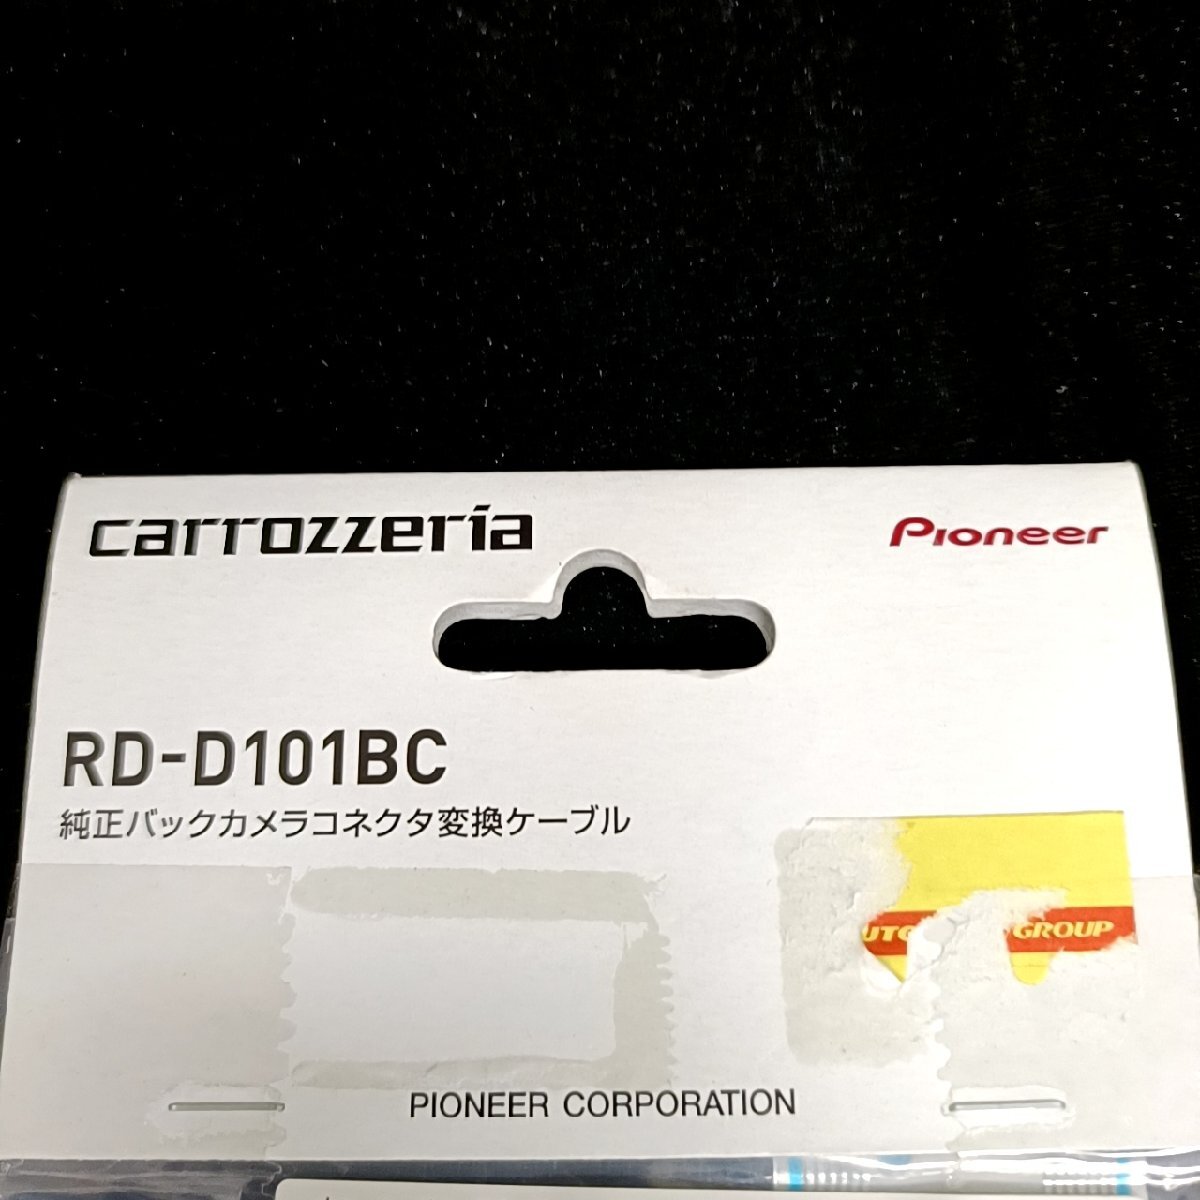 carrozzeria
Pioneer
RD-D101BC
純正バックカメラコネクタ変換ケーブル
GROUP
PIONEER CORPORATION